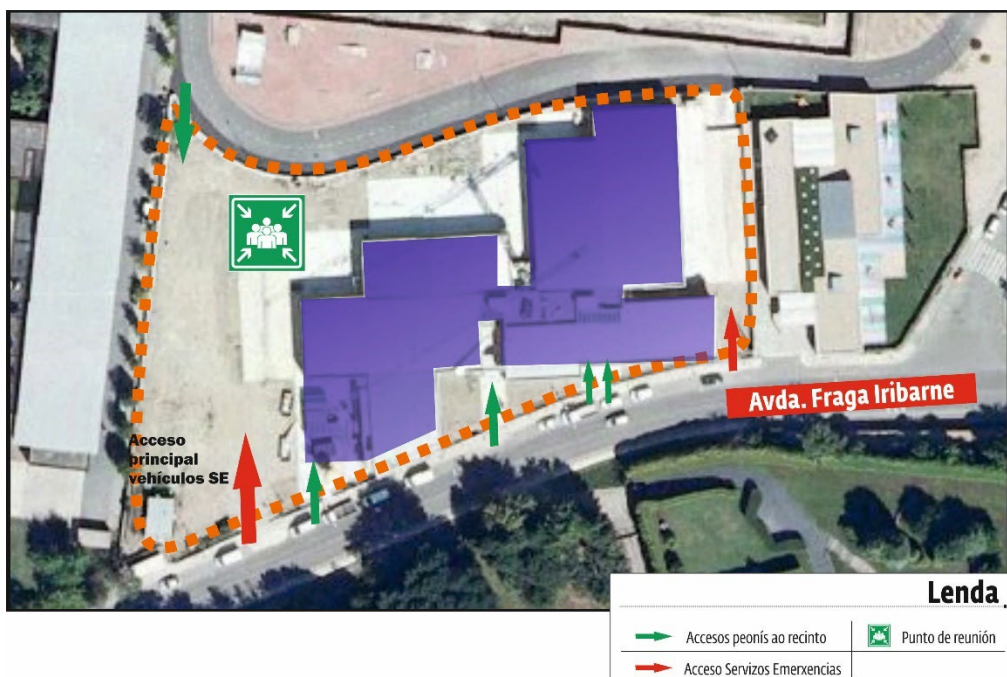 Acceso
principal
vehículos SE
Avda. Fraga Iribarne
Lenda
Accesos peonís ao recinto
Punto de reunión
Acceso Servizos Emerxencias